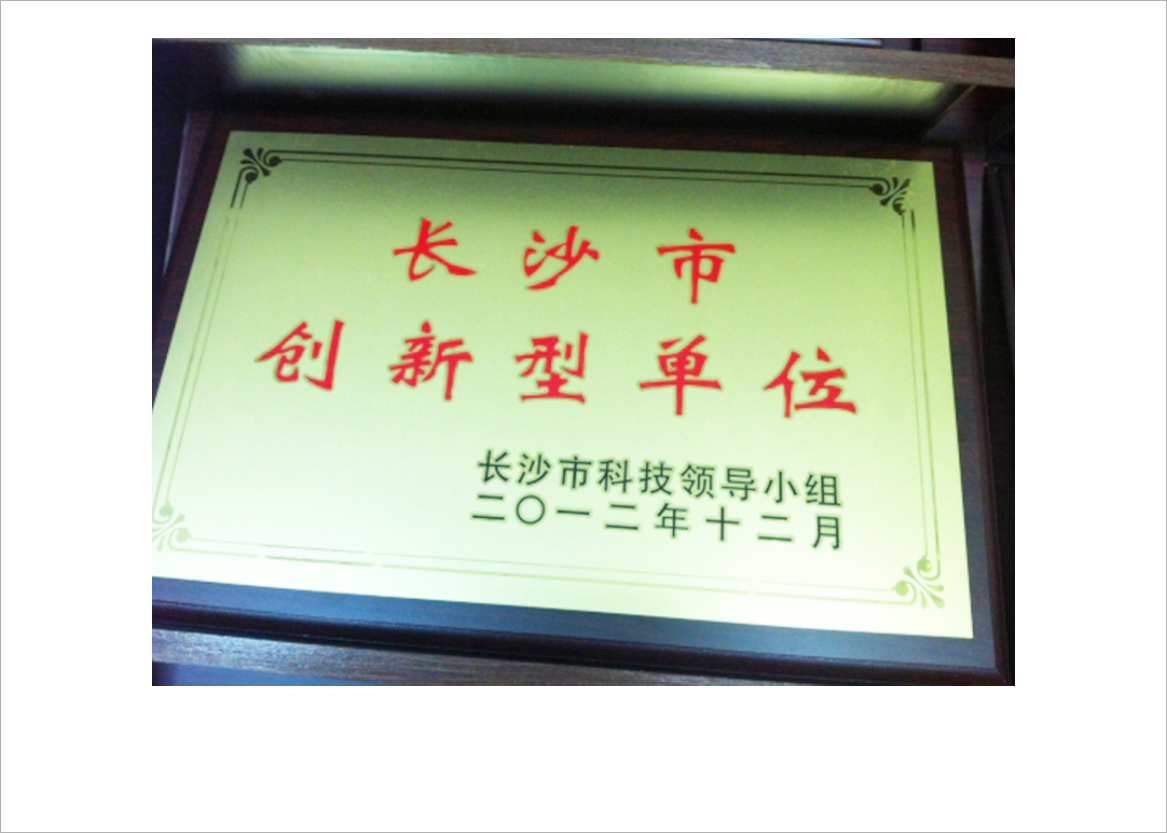 长沙市
创新型单位
长沙市科技领导小组
二〇一二年十二月